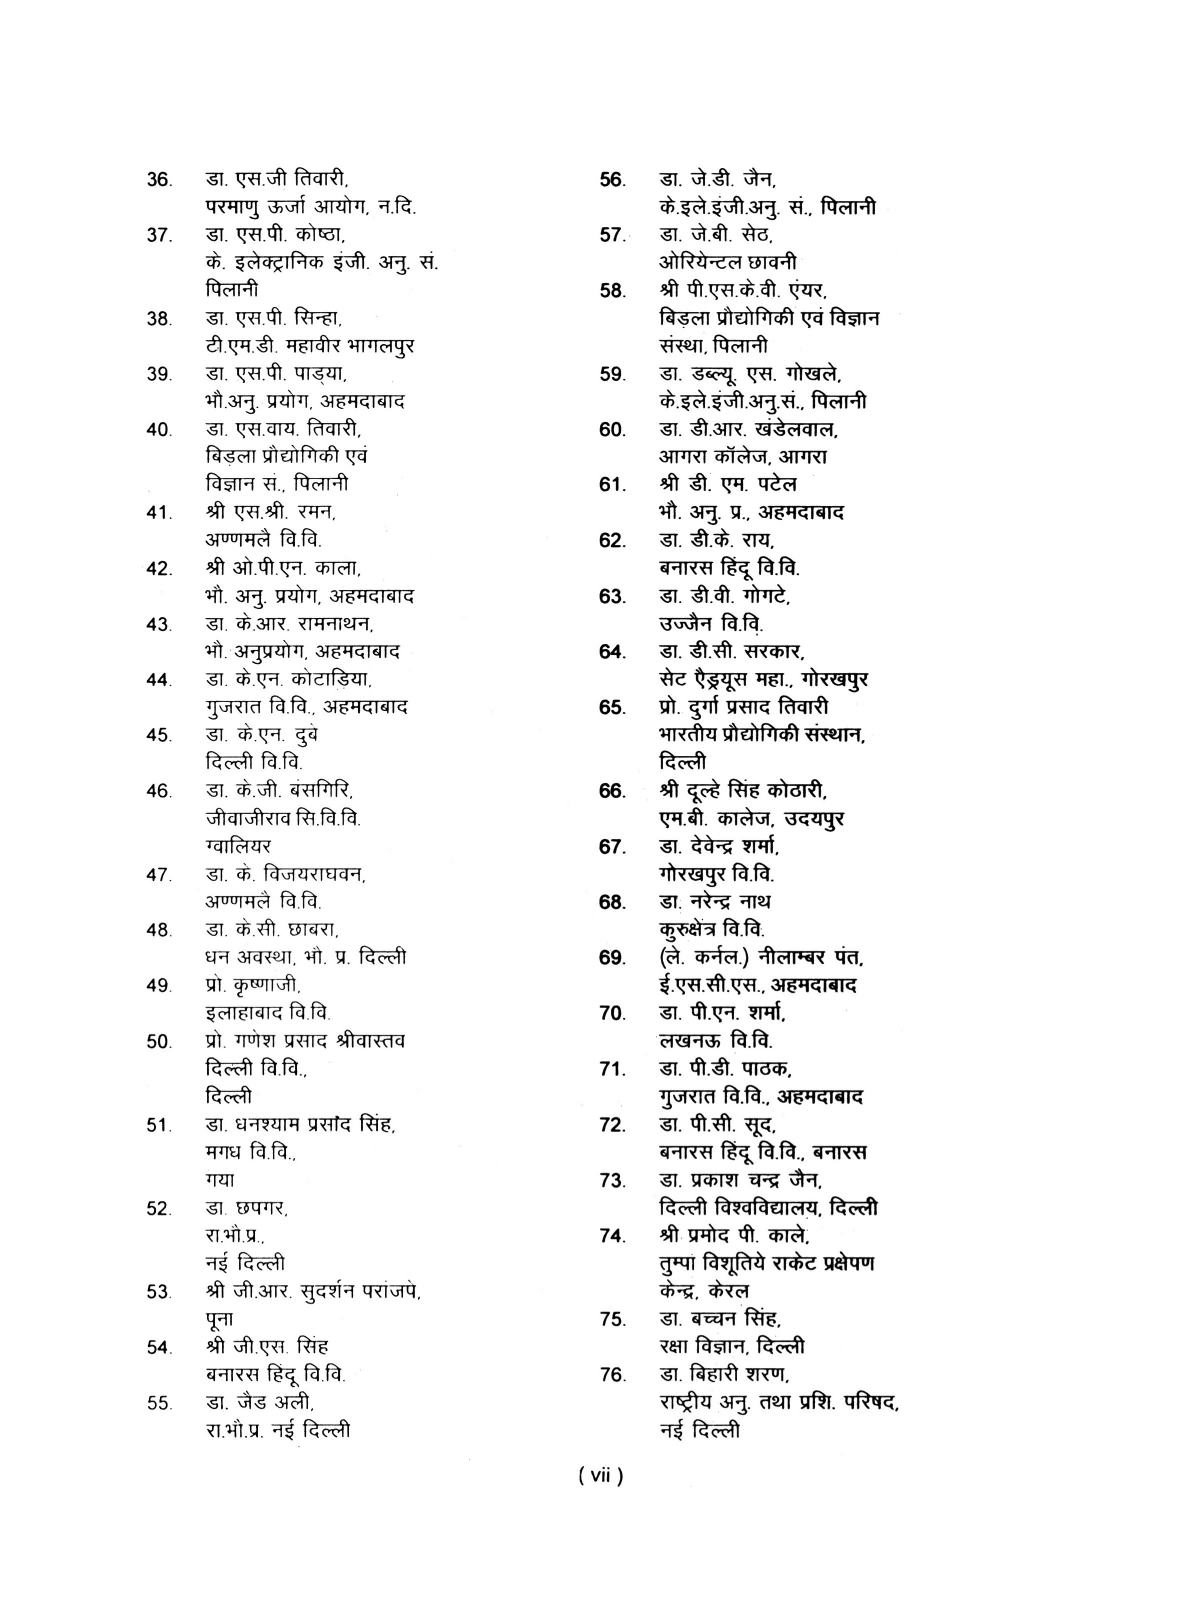 36. डा. एस.जी तिवारी,
परमाणु ऊर्जा आयोग, न.दि.
37. डा. एस.पी. कोष्ठा,
के. इलेक्ट्रानिक इंजी. अनु. सं.
पिलानी
38. डा. एस.पी. सिन्हा,
टी.एम.डी. महावीर भागलपुर
39. डा. एस.पी. पाड्या,
भौ.अनु. प्रयोग, अहमदाबाद
40. डा. एस.वाय. तिवारी,
बिड़ला प्रौद्योगिकी एवं
विज्ञान सं., पिलानी
41. श्री एस.श्री. रमन,
अण्णमलै वि.वि.
42. श्री ओ.पी.एन. काला,
भौ. अनु. प्रयोग, अहमदाबाद
43. डा. के.आर. रामनाथन,
भौ. अनुप्रयोग, अहमदाबाद
44. डा. के.एन. कोटाड़िया,
गुजरात वि.वि., अहमदाबाद
45. डा. के.एन. दुबे
दिल्ली वि.वि.
46. डा. के.जी. बंसगिरि,
जीवाजीराव सि.वि.वि.
ग्वालियर
47. डा. के. विजयराघवन,
अण्णमलै वि.वि.
48. डा. के.सी. छाबरा,
धन अवस्था, भौ. प्र. दिल्ली
49. प्रो. कृष्णाजी,
इलाहाबाद वि.वि.
50. प्रो. गणेश प्रसाद श्रीवास्तव
दिल्ली वि.वि.,
दिल्ली
51. डा. धनश्याम प्रसांद सिंह,
मगध वि.वि.,
गया
52. डा. छपगर,
रा.भौ.प्र.,
नई दिल्ली
53. श्री जी.आर. सुदर्शन परांजपे,
पूना
54. श्री जी.एस. सिंह
बनारस हिंदू वि.वि.
55. डा. जैड अली,
रा.भौ.प्र. नई दिल्ली
56. डा. जे.डी. जैन,
के.इले.इंजी.अनु. सं., पिलानी
57. डा. जे.बी. सेठ,
ओरियेन्टल छावनी
58. श्री पी.एस.के.वी. एंयर,
बिड़ला प्रौद्योगिकी एवं विज्ञान
संस्था, पिलानी
59. डा. डब्ल्यू. एस. गोखले,
के.इले.इंजी.अनु.सं., पिलानी
60. डा. डी.आर. खंडेलवाल,
आगरा कॉलेज, आगरा
61. श्री डी. एम. पटेल
भौ. अनु. प्र., अहमदाबाद
62. डा. डी.के. राय,
बनारस हिंदू वि.वि.
63. डा. डी.वी. गोगटे,
उज्जैन वि.वि.
64. डा. डी.सी. सरकार,
सेट ऐंड्रयूस महा., गोरखपुर
65. प्रो. दुर्गा प्रसाद तिवारी
भारतीय प्रौद्योगिकी संस्थान,
दिल्ली
66. श्री दूल्हे सिंह कोठारी,
एम.बी. कालेज, उदयपुर
67. डा. देवेन्द्र शर्मा,
गोरखपुर वि.वि.
68. डा. नरेन्द्र नाथ
कुरुक्षेत्र वि.वि.
69. (ले. कर्नल.) नीलाम्बर पंत,
ई.एस.सी.एस., अहमदाबाद
70. डा. पी.एन. शर्मा,
लखनऊ वि.वि.
71. डा. पी.डी. पाठक,
गुजरात वि.वि., अहमदाबाद
72. डा. पी.सी. सूद,
बनारस हिंदू वि.वि., बनारस
73. डा. प्रकाश चन्द्र जैन,
दिल्ली विश्वविद्यालय, दिल्ली
74. श्री प्रमोद पी. काले,
तुम्पा विशूतिये राकेट प्रक्षेपण
केन्द्र, केरल
75. डा. बच्चन सिंह,
रक्षा विज्ञान, दिल्ली
76. डा. बिहारी शरण,
राष्ट्रीय अनु. तथा प्रशि. परिषद,
नई दिल्ली
( vii )